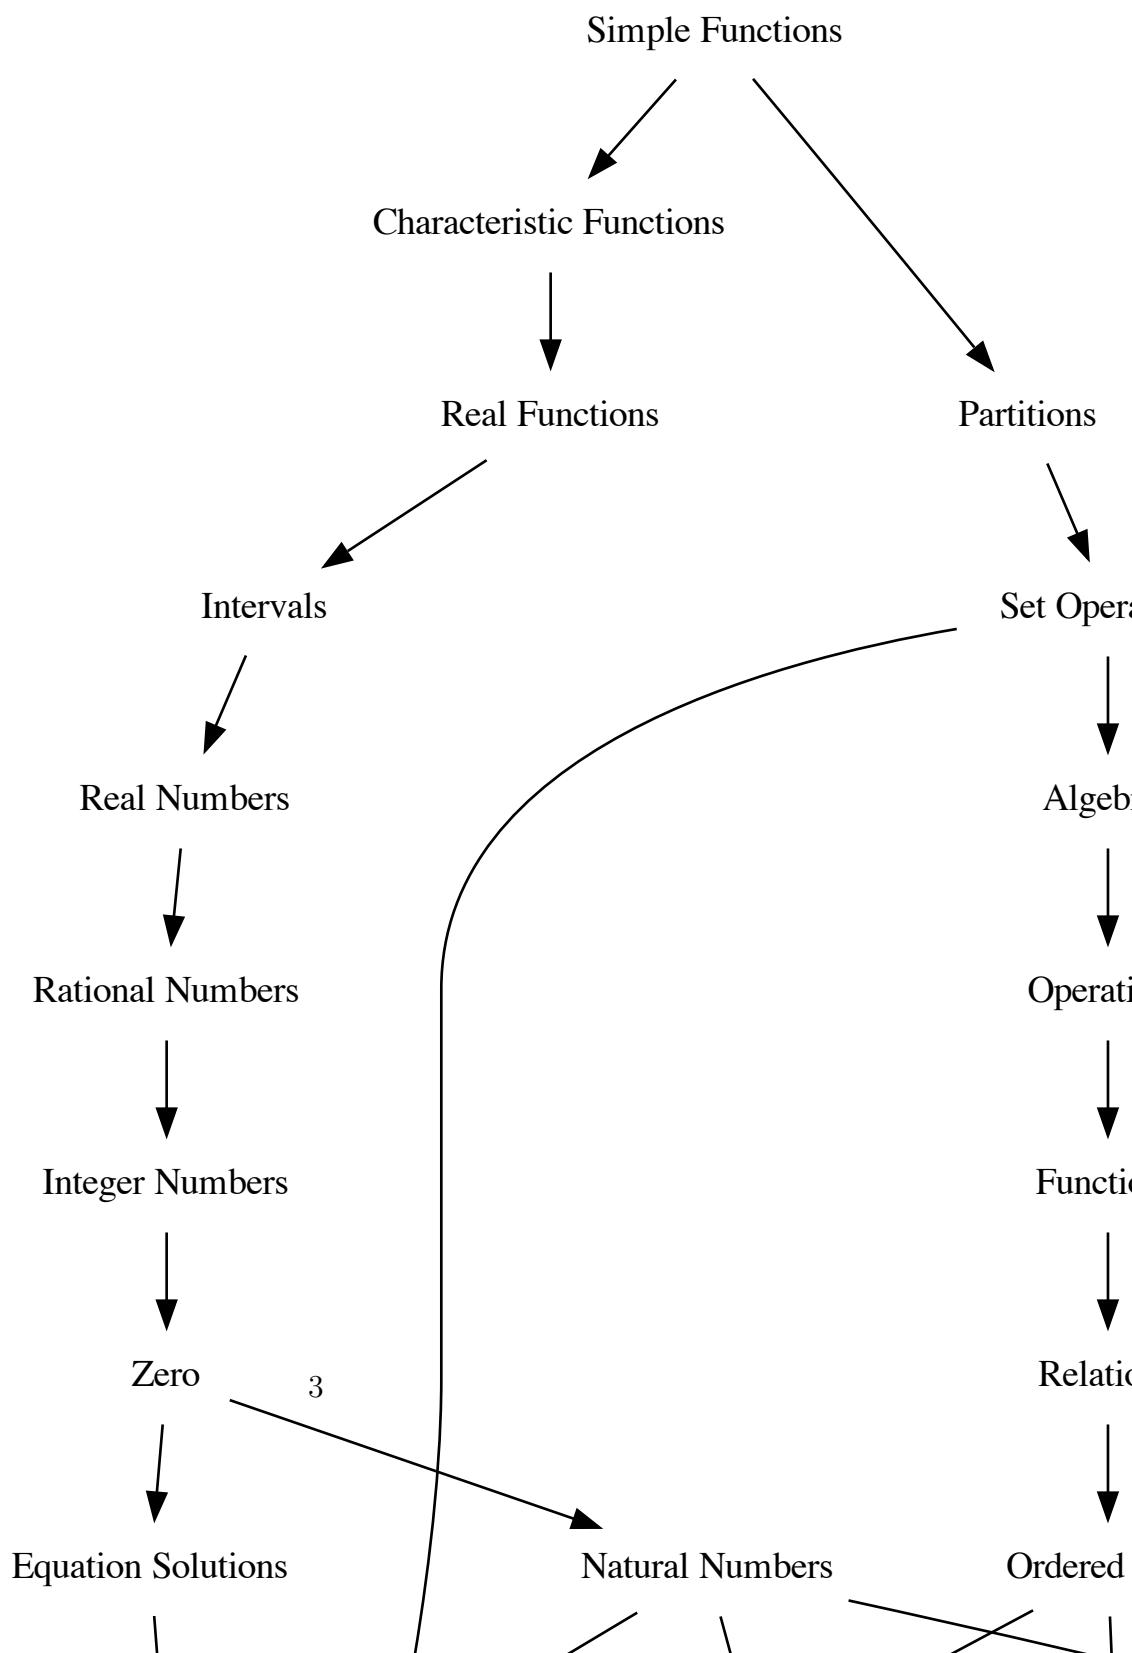 Simple Functions
Characteristic Functions
Real Functions
Partitions
Intervals
Set
Real Numbers
Rational Numbers
Integer Numbers
Zero
3
Equation Solutions
Natural Numbers
Ordered